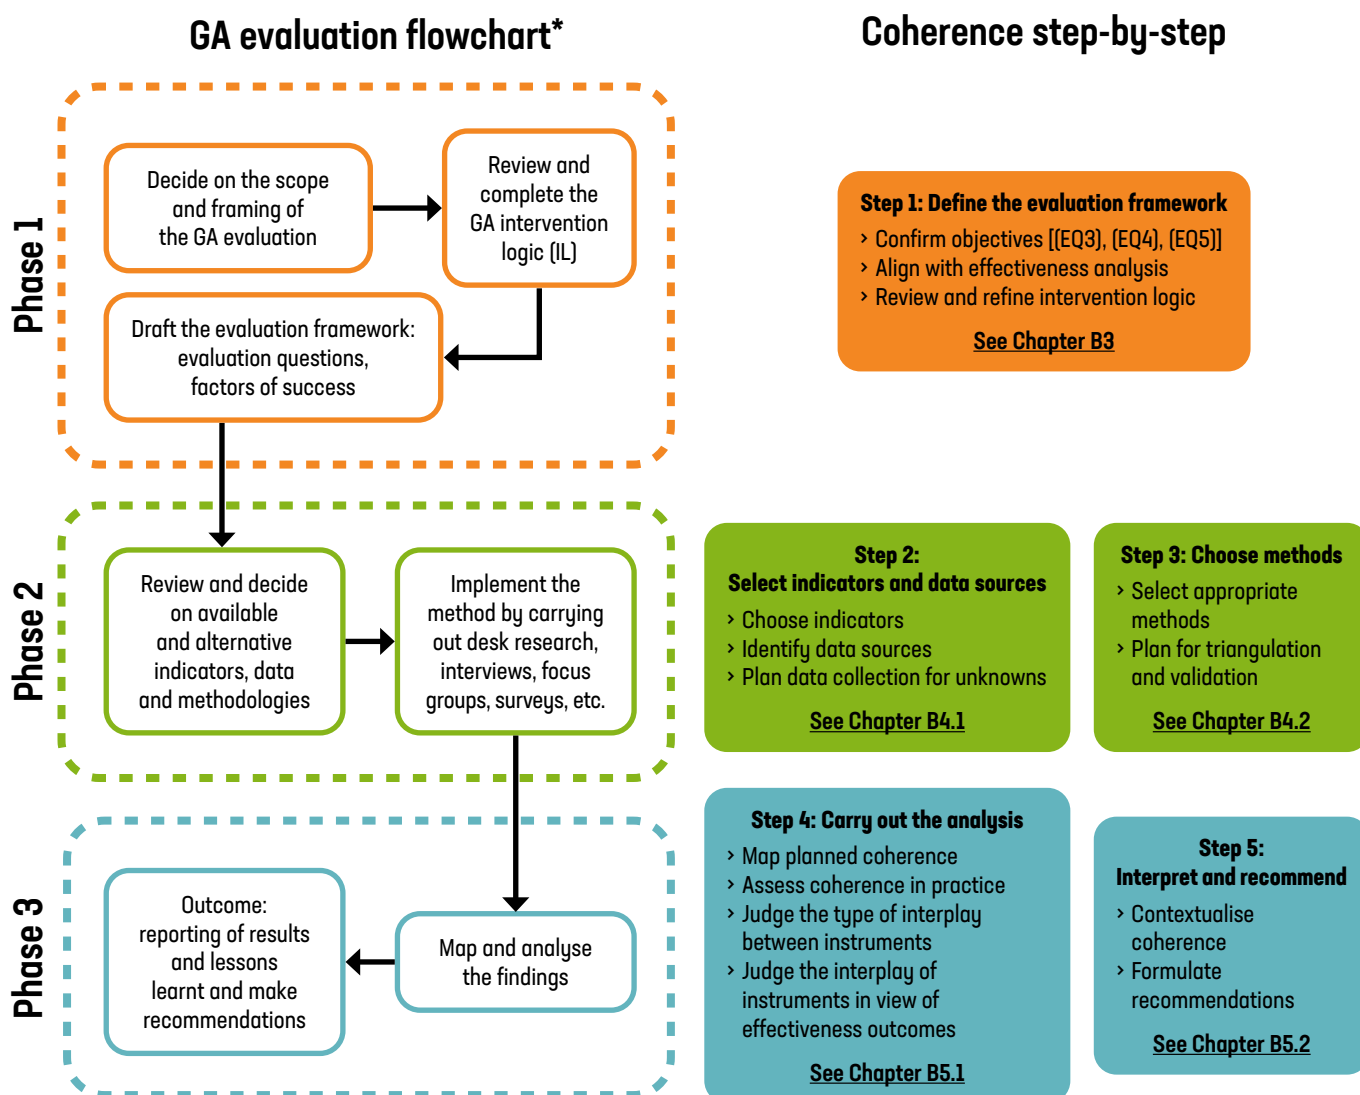 GA evaluation flowchart*
Coherence step-by-step
Phase 1
Decide on the scope
and framing of
the GA evaluation
Review and
complete the
GA intervention
logic (IL)
Draft the evaluation framework:
evaluation questions,
factors of success
Step 1: Define the evaluation framework
› Confirm objectives [(EQ3), (EQ4), (EQ5)]
› Align with effectiveness analysis
› Review and refine intervention logic
See Chapter B3
Phase 2
Review and decide
on available
and alternative
indicators, data
and methodologies
Implement the
method by carrying
out desk research,
interviews, focus
groups, surveys, etc.
Step 2:
Select indicators and data sources
› Choose indicators
› Identify data sources
› Plan data collection for unknowns
See Chapter B4.1
Step 3: Choose methods
› Select appropriate
methods
› Plan for triangulation
and validation
See Chapter B4.2
Phase 3
Outcome:
reporting of results
and lessons
learnt and make
recommendations
Map and analyse
the findings
Step 4: Carry out the analysis
› Map planned coherence
› Assess coherence in practice
› Judge the type of interplay
between instruments
› Judge the interplay of
instruments in view of
effectiveness outcomes
See Chapter B5.1
Step 5:
Interpret and recommend
› Contextualise
coherence
› Formulate
recommendations
See Chapter B5.2